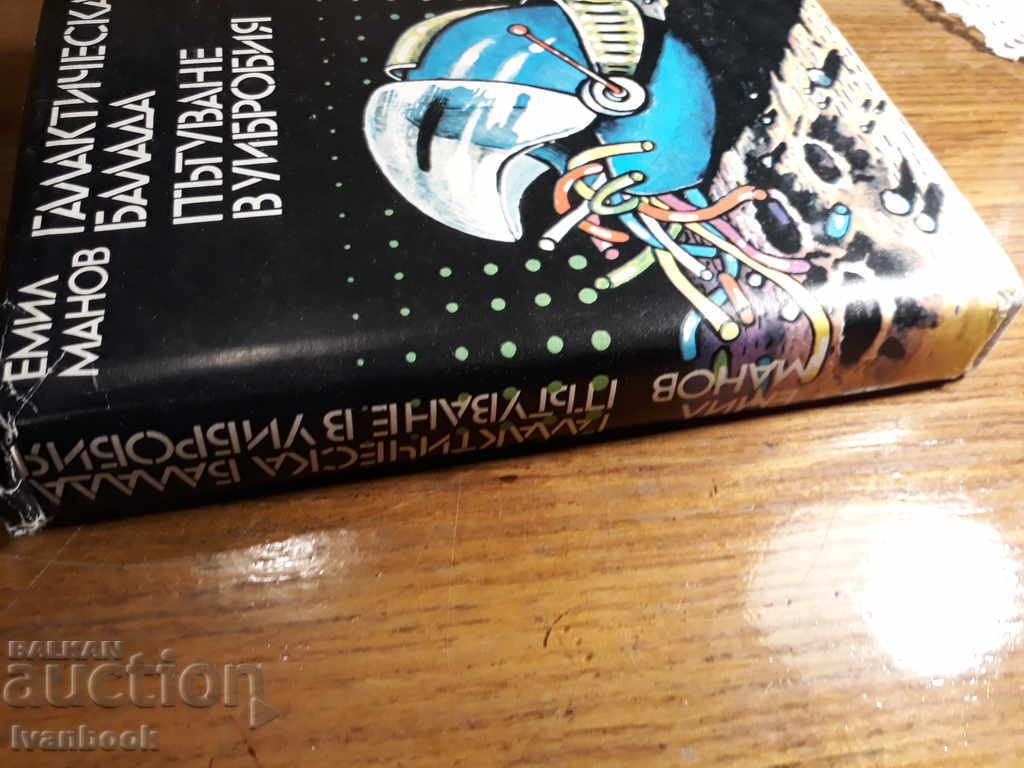 ЕМИЛ
МАНОВ
ГАЛАКТИЧЕСКА
БАЛАДА
ПЪТУВАНЕ
В УИБРОБИЯ
ЕМИЛ
МАНОВ
ГАЛАКТИЧЕСКА БАЛАДА
ПЪТУВАНЕ В УИБРОБИЯ
BALKAN
auction
Ivanbook